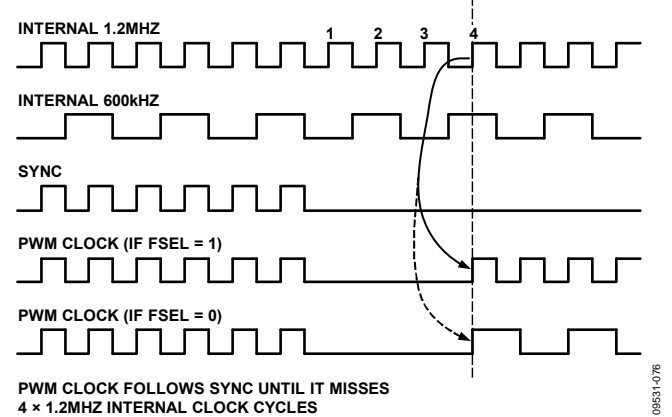 INTERNAL 1.2MHZ
1 2 3 4
INTERNAL 600kHZ
SYNC
PWM CLOCK (IF FSEL = 1)
PWM CLOCK (IF FSEL = 0)
PWM CLOCK FOLLOWS SYNC UNTIL IT MISSES
4 × 1.2MHZ INTERNAL CLOCK CYCLES
09531-076